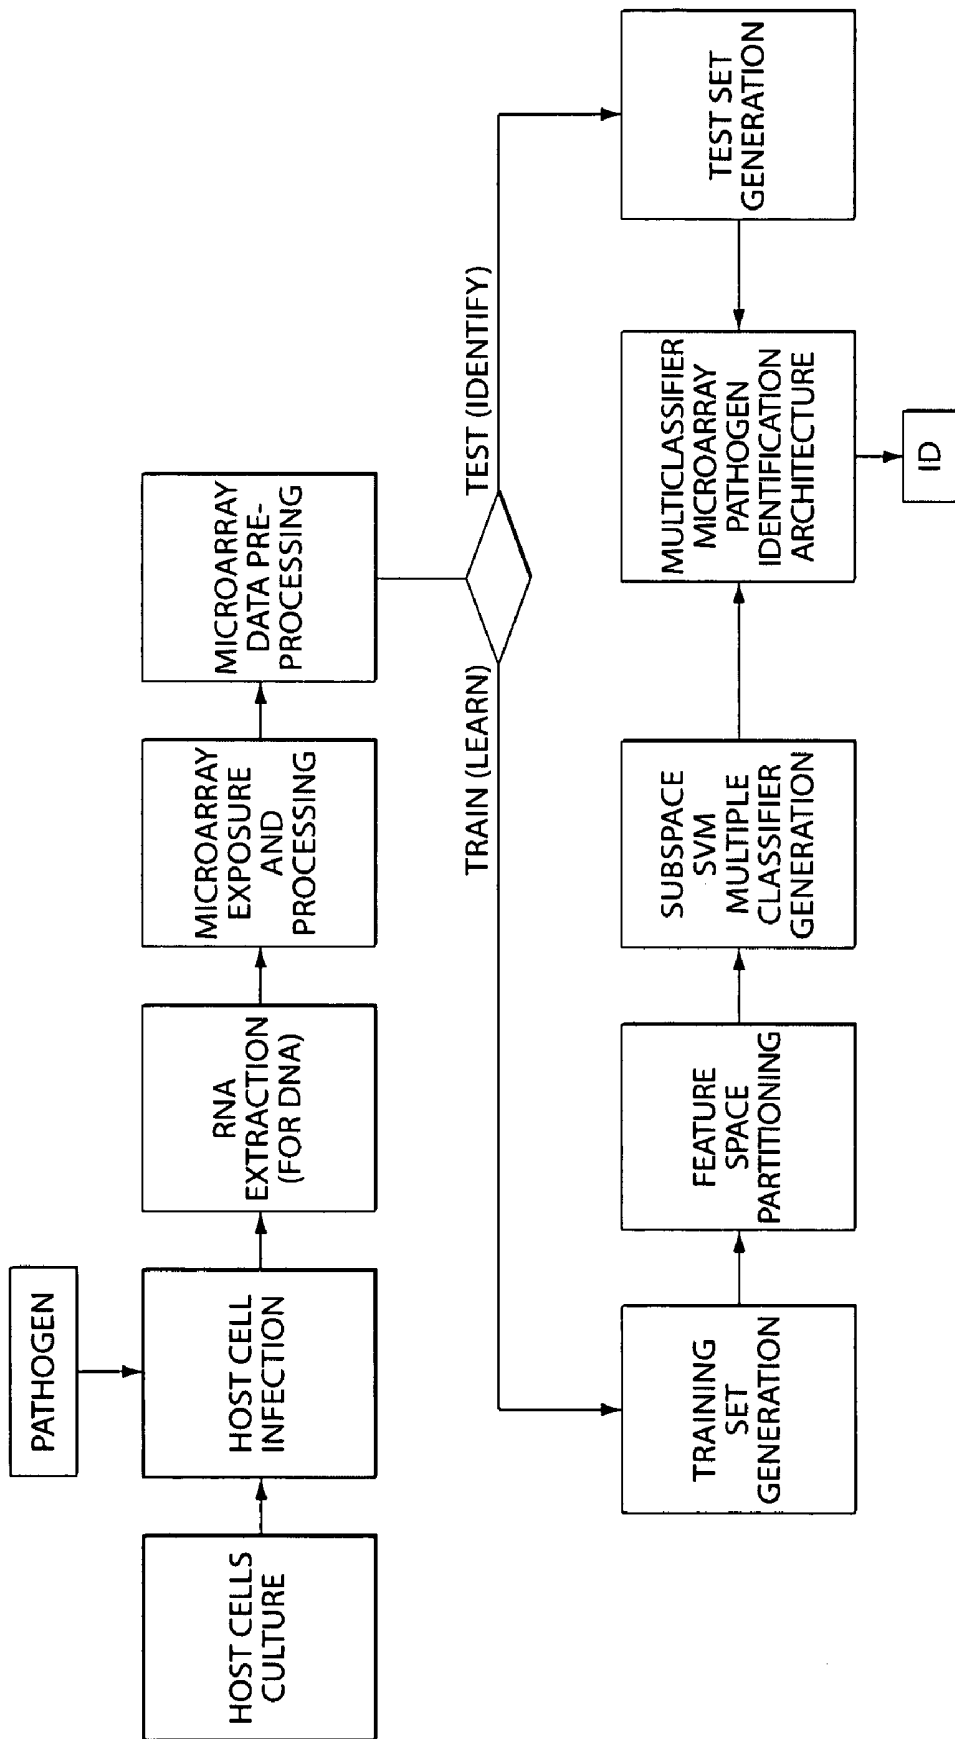 PATHOGEN
HOST CELLS
CULTURE
HOST CELL
INFECTION
RNA
EXTRACTION
(FOR DNA)
MICROARRAY
EXPOSURE
AND
PROCESSING
MICROARRAY
DATA PRE-
PROCESSING
TRAIN (LEARN)
TEST (IDENTIFY)
TRAINING
SET
GENERATION
FEATURE
SPACE
PARTITIONING
SUBSPACE
SVM
MULTIPLE
CLASSIFIER
GENERATION
MULTICLASSIFIER
MICROARRAY
PATHOGEN
IDENTIFICATION
ARCHITECTURE
TEST SET
GENERATION
ID